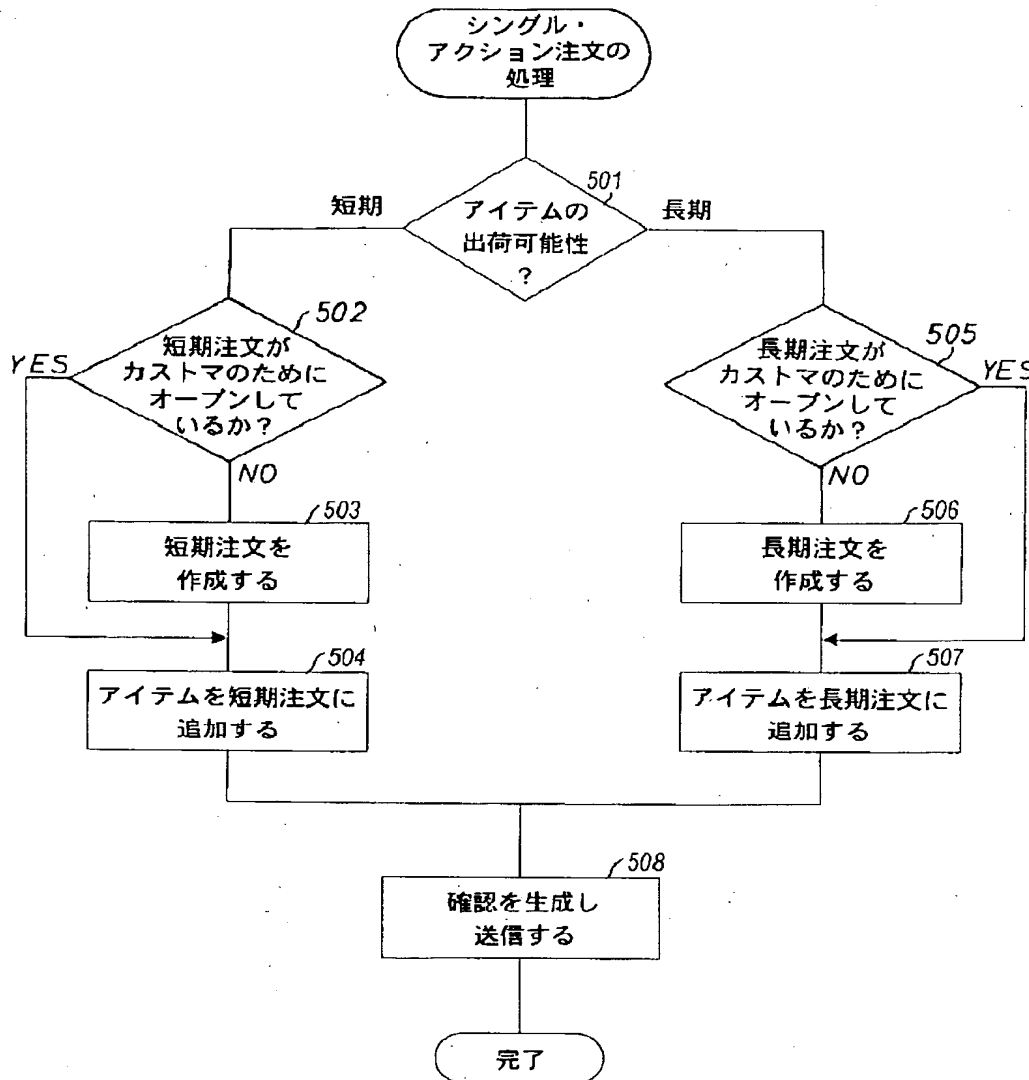 シングル・
アクション注文の
処理
501
短期
アイテムの
出荷可能性
?
長期
502
YES
短期注文が
カストマのために
オープンして
いるか?
NO
505
長期注文が
カストマのために
オープンして
いるか?
YES
NO
503
短期注文を
作成する
506
長期注文を
作成する
504
アイテムを短期注文に
追加する
507
アイテムを長期注文に
追加する
508
確認を生成し
送信する
完了